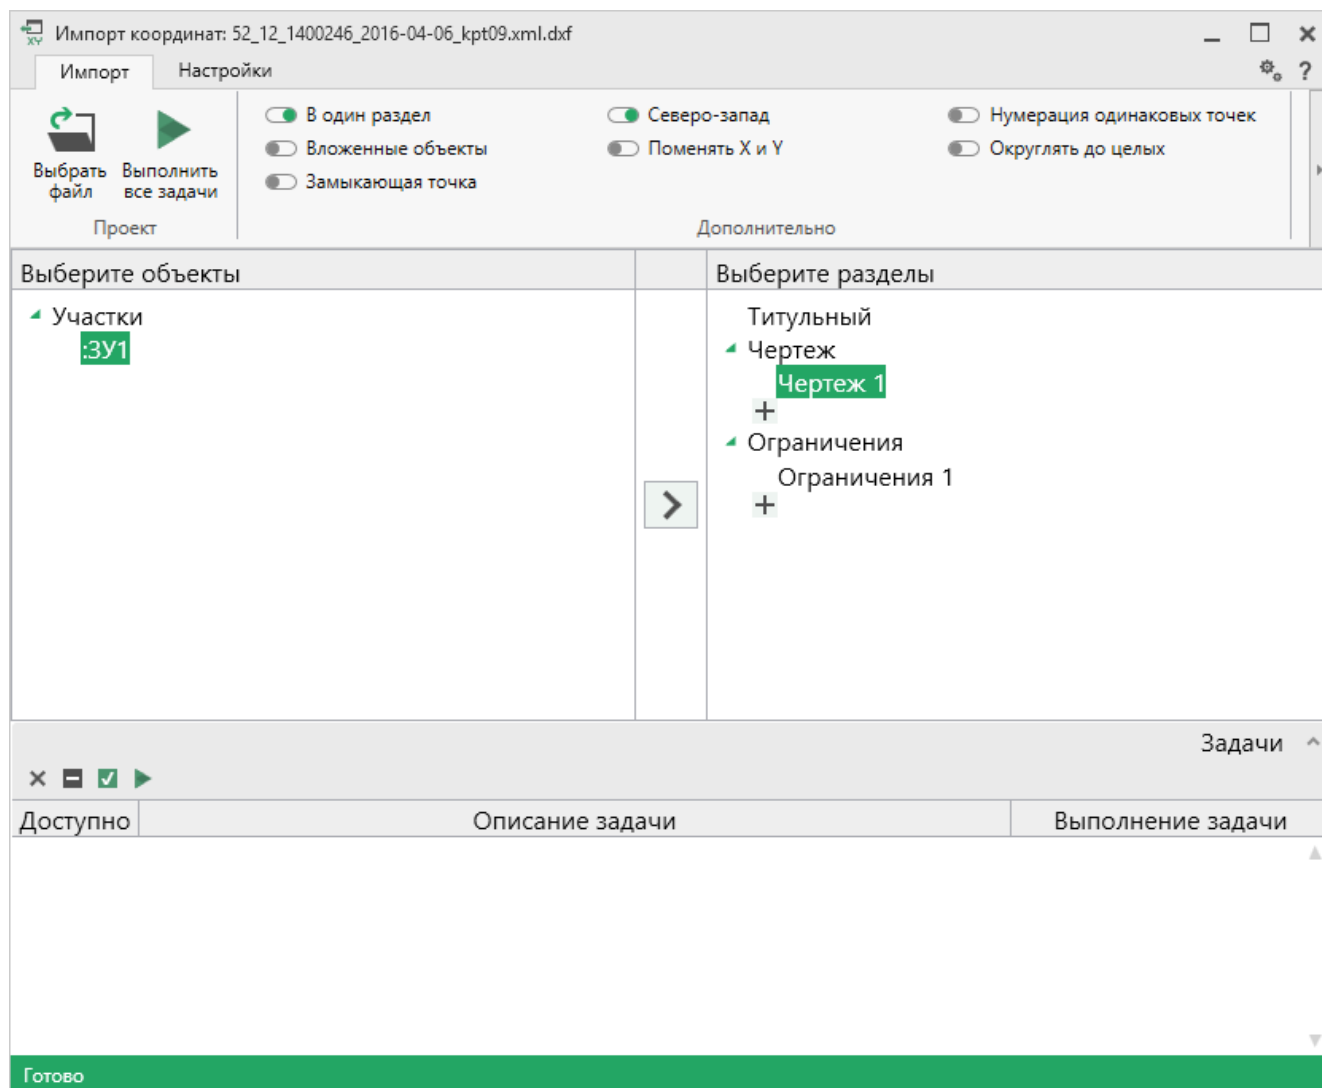 Импорт координат: 52_12_1400246_2016-04-06_kpt09.xml.dxf
Импорт Настройки ?
Выбрать файл
Выполнить все задачи
Проект
В один раздел
Вложенные объекты
Замыкающая точка
Северо-запад
Поменять X и Y
Нумерация одинаковых точек
Округлять до целых
Дополнительно
Выберите объекты
Участки
:ЗУ1
Выберите разделы
Титульный
Чертеж
Чертеж 1
Ограничения
Ограничения 1
Задачи
Доступно Описание задачи Выполнение задачи
Готово